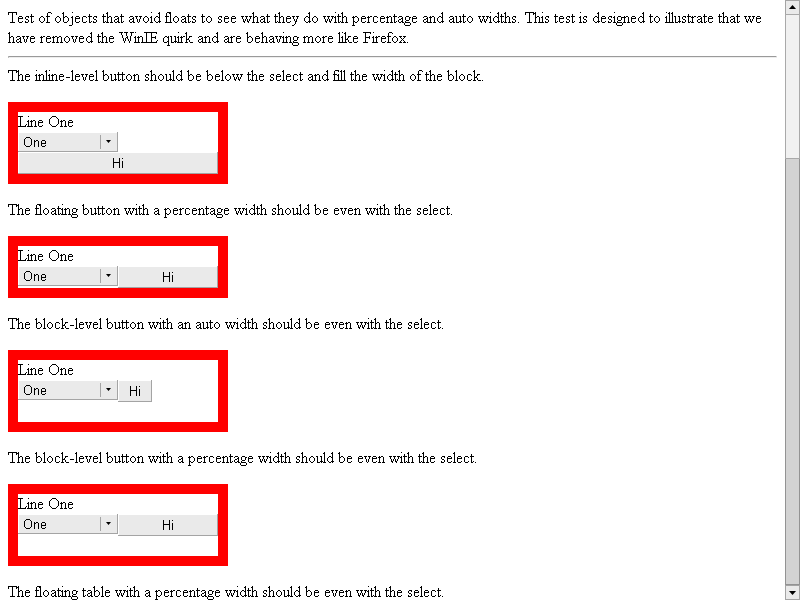 Test of objects that avoid floats to see what they do with percentage and auto widths. This test is designed to illustrate that we
have removed the WinIE quirk and are behaving more like Firefox.
The inline-level button should be below the select and fill the width of the block.
Line One
One
Hi
The floating button with a percentage width should be even with the select.
Line One
One Hi
The block-level button with an auto width should be even with the select.
Line One
One Hi
The block-level button with a percentage width should be even with the select.
Line One
One Hi
The floating table with a percentage width should be even with the select.